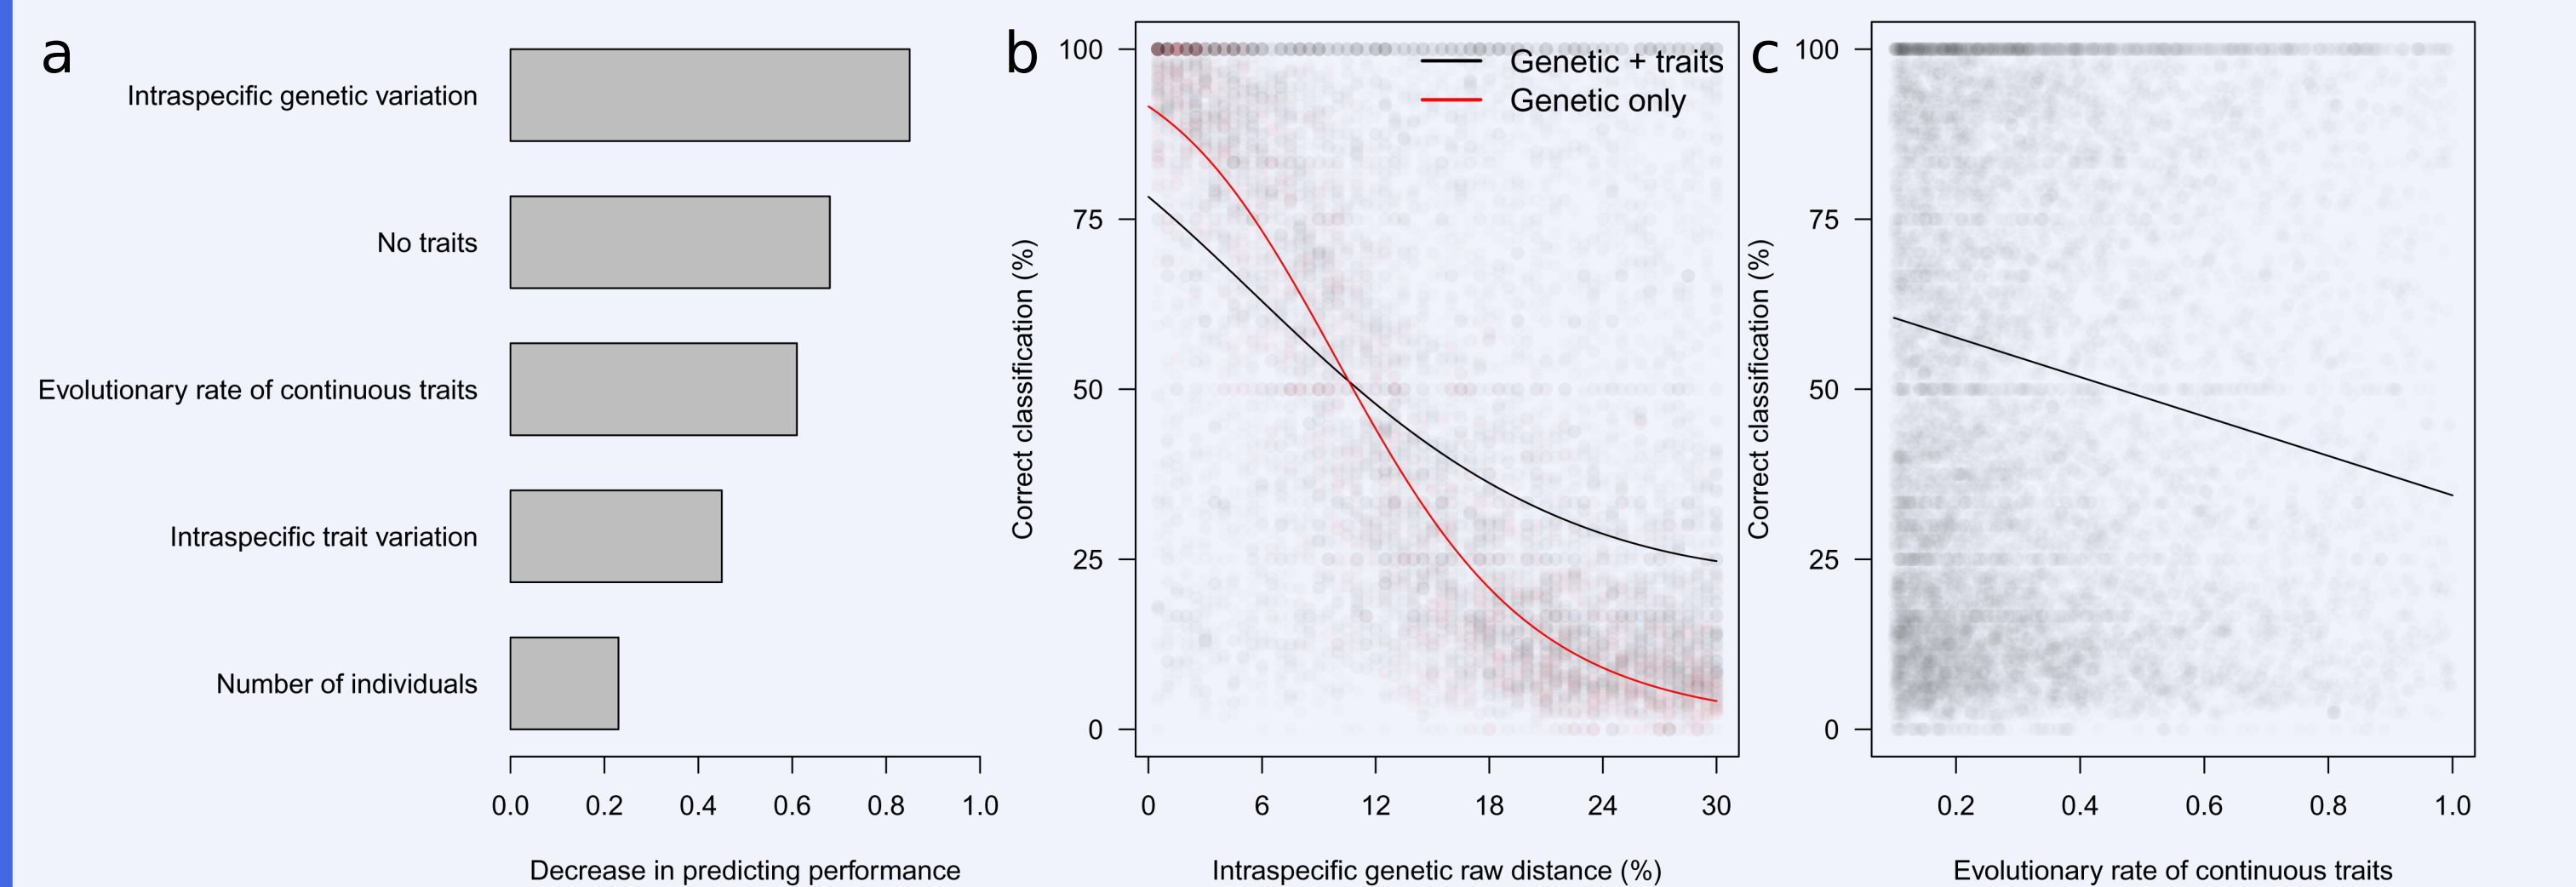 a
Intraspecific genetic variation
No traits
Evolutionary rate of continuous traits
Intraspecific trait variation
Number of individuals
0.0 0.2 0.4 0.6 0.8 1.0
Decrease in predicting performance
b
Correct classification (%)
100
75
50
25
0
Genetic + traits
Genetic only
0 6 12 18 24 30
Intraspecific genetic raw distance (%)
c
Correct classification (%)
100
75
50
25
0
0.2 0.4 0.6 0.8 1.0
Evolutionary rate of continuous traits